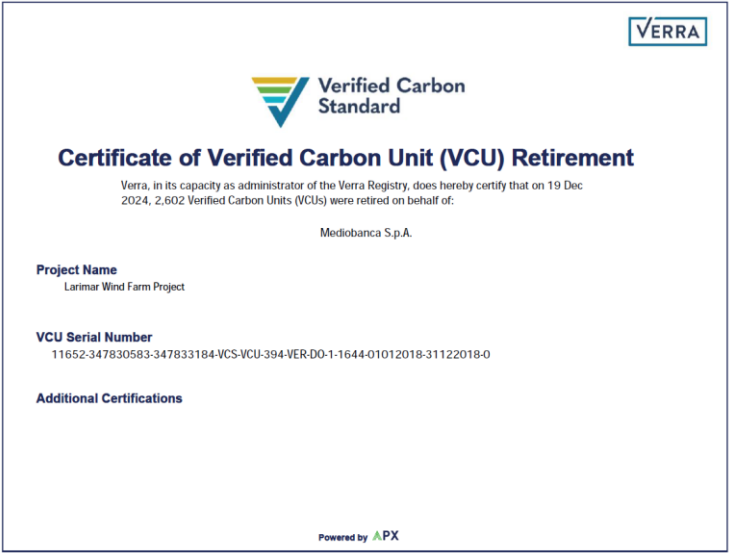 VERRA
Verified Carbon
Standard
Certificate of Verified Carbon Unit (VCU) Retirement
Verra, in its capacity as administrator of the Verra Registry, does hereby certify that on 19 Dec
2024, 2,602 Verified Carbon Units (VCUs) were retired on behalf of:
Mediobanca S.p.A.
Project Name
Larimar Wind Farm Project
VCU Serial Number
11652-347830583-347833184-VCS-VCU-394-VER-DO-1-1644-01012018-31122018-0
Additional Certifications
Powered by APX